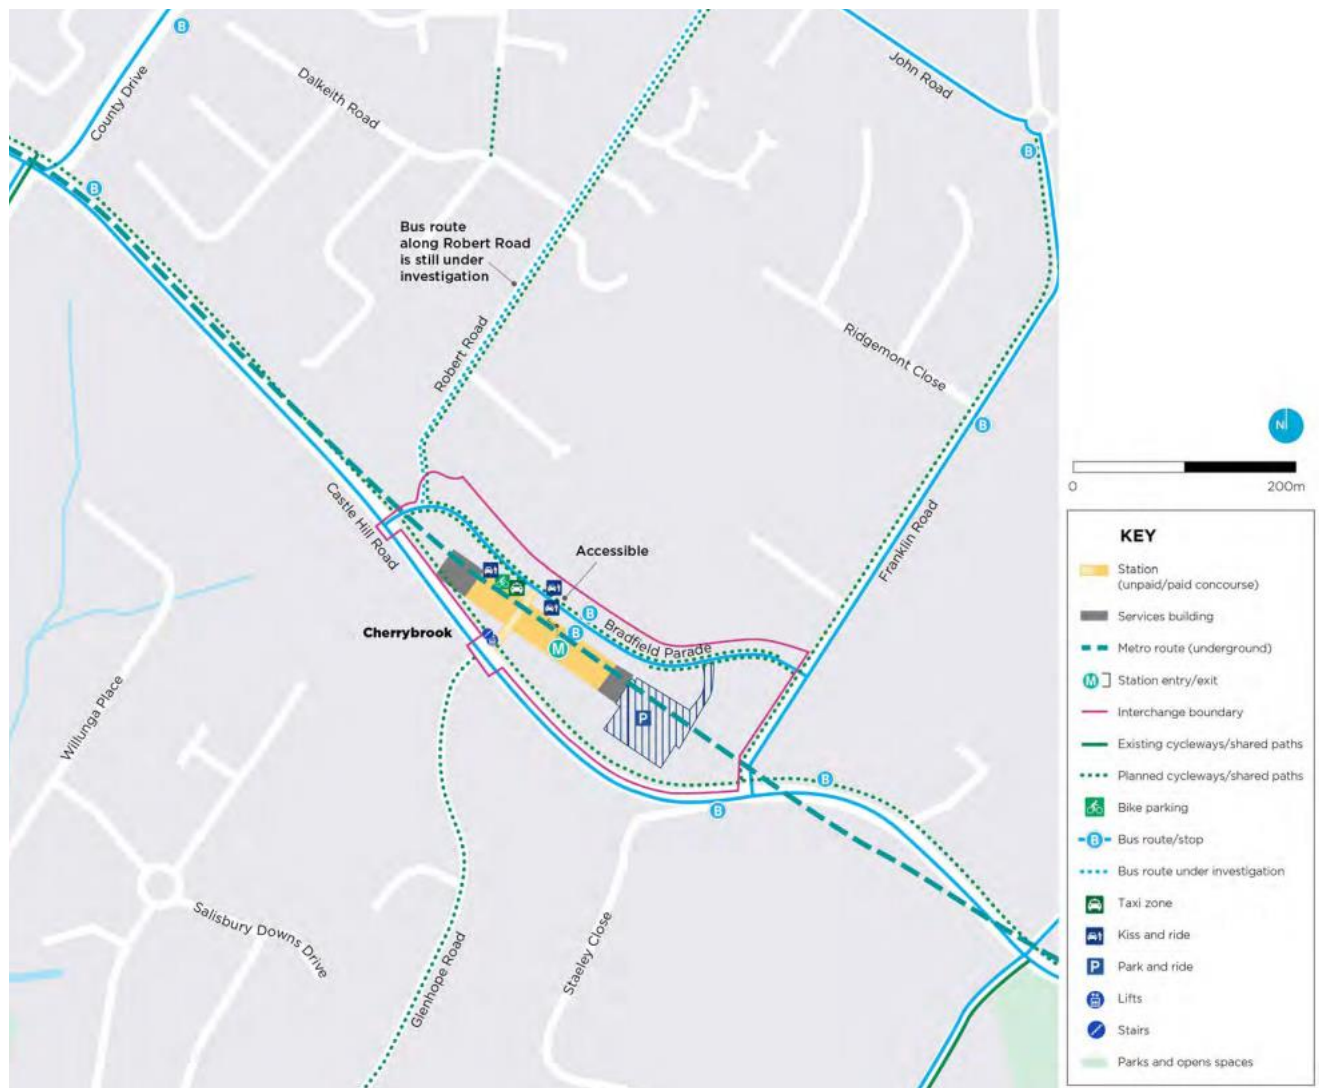 B
John Road
County Drive
Dalkeith Road
B
B
Bus route
along Robert Road
is still under
investigation
Robert Road
Ridgemont Close
B
N
0
200m
Castle Hill Road
Franklin Road
Accessible
B
Cherrybrook
B
M
Bradfield Parade
P
Willunga Place
B
B
Salisbury Downs Drive
Glenhope Road
Staeley Close
KEY
Station
(unpaid/paid concourse)
Services building
Metro route (underground)
M
Station entry/exit
Interchange boundary
Existing cycleways/shared paths
Planned cycleways/shared paths
Bike parking
B
Bus route/stop
Bus route under investigation
Taxi zone
Kiss and ride
P
Park and ride
Lifts
Stairs
Parks and opens spaces